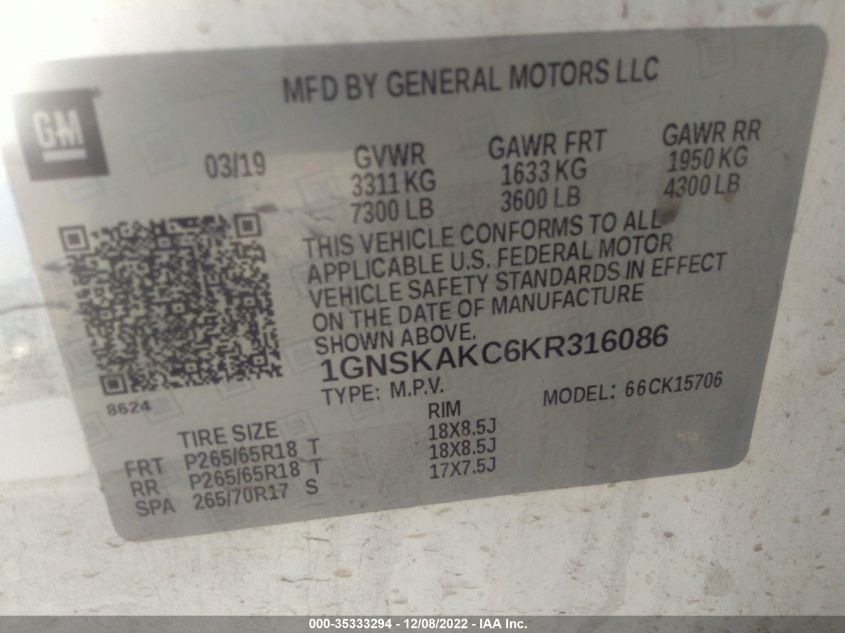 MFD BY GENERAL MOTORS LLC
GM
03/19
GVWR
3311 KG
7300 LB
GAWR FRT
1633 KG
3600 LB
GAWR RR
1950 KG
4300 LB
THIS VEHICLE CONFORMS TO ALL
APPLICABLE U.S. FEDERAL MOTOR
VEHICLE SAFETY STANDARDS IN EFFECT
ON THE DATE OF MANUFACTURE
SHOWN ABOVE.
1GNSKAKC6KR316086
TYPE: M.P.V. MODEL: 66CK15706
8624
TIRE SIZE RIM
FRT P265/65R18 T 18X8.5J
RR P265/65R18 T 18X8.5J
SPA 265/70R17 S 17X7.5J
000-35333294 - 12/08/2022 - IAA Inc.